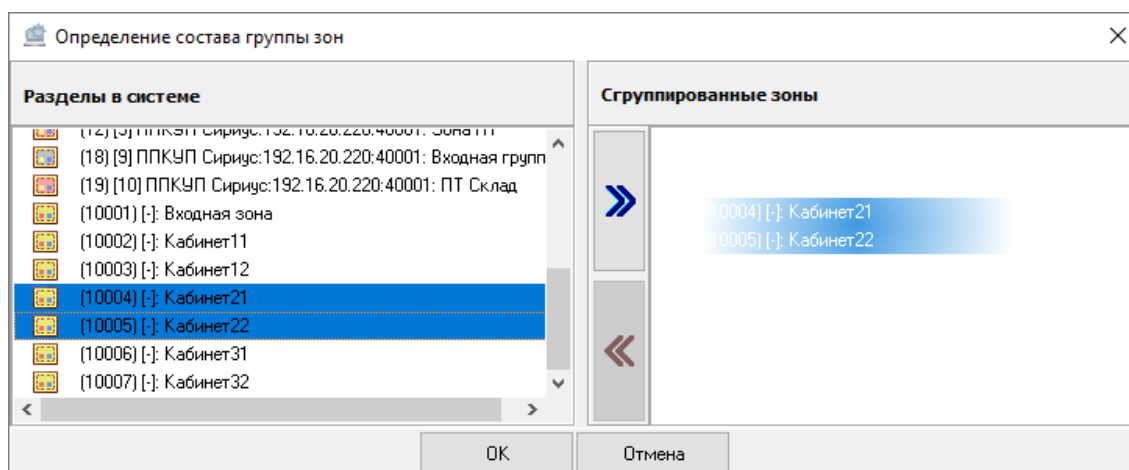 Определение состава группы зон
Разделы в системе
Сгруппированные зоны
(18) [9] ППКУП Сириус:192.16.20.220:40001: Входная групп
(19) [10] ППКУП Сириус:192.16.20.220:40001: ПТ Склад
(10001) [-]: Входная зона
(10002) [-]: Кабинет11
(10003) [-]: Кабинет12
(10004) [-]: Кабинет21
(10005) [-]: Кабинет22
(10006) [-]: Кабинет31
(10007) [-]: Кабинет32
(10004) [-]: Кабинет21
(10005) [-]: Кабинет22
OK
Отмена